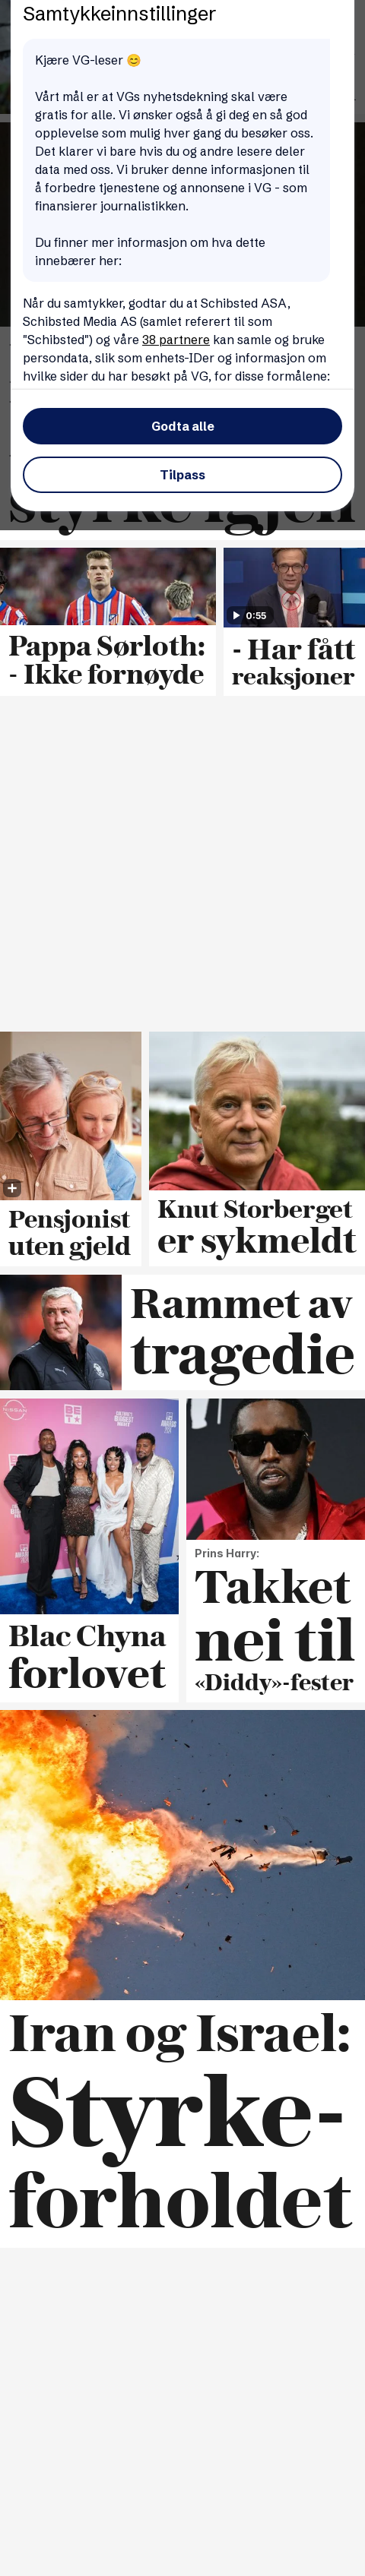 Samtykkeinnstillinger
Kjære VG-leser 😊
Vårt mål er at VGs nyhetsdekning skal være
gratis for alle. Vi ønsker også å gi deg en så god
opplevelse som mulig hver gang du besøker oss.
Det klarer vi bare hvis du og andre lesere deler
data med oss. Vi bruker denne informasjonen til
å forbedre tjenestene og annonsene i VG - som
finansierer journalistikken.
Du finner mer informasjon om hva dette
innebærer her:
Når du samtykker, godtar du at Schibsted ASA,
Schibsted Media AS (samlet referert til som
"Schibsted") og våre 38 partnere kan samle og bruke
persondata, slik som enhets-IDer og informasjon om
hvilke sider du har besøkt på VG, for disse formålene:
Godta alle
Tilpass
styrke igjen
0:55
Pappa Sørloth:
- Ikke fornøyde
- Har fått
reaksjoner
Pensjonist
uten gjeld
Knut Storberget
er sykmeldt
Rammet av
tragedie
Blac Chyna
forlovet
Prins Harry:
Takket
nei til
«Diddy»-fester
Iran og Israel:
Styrke-
forholdet